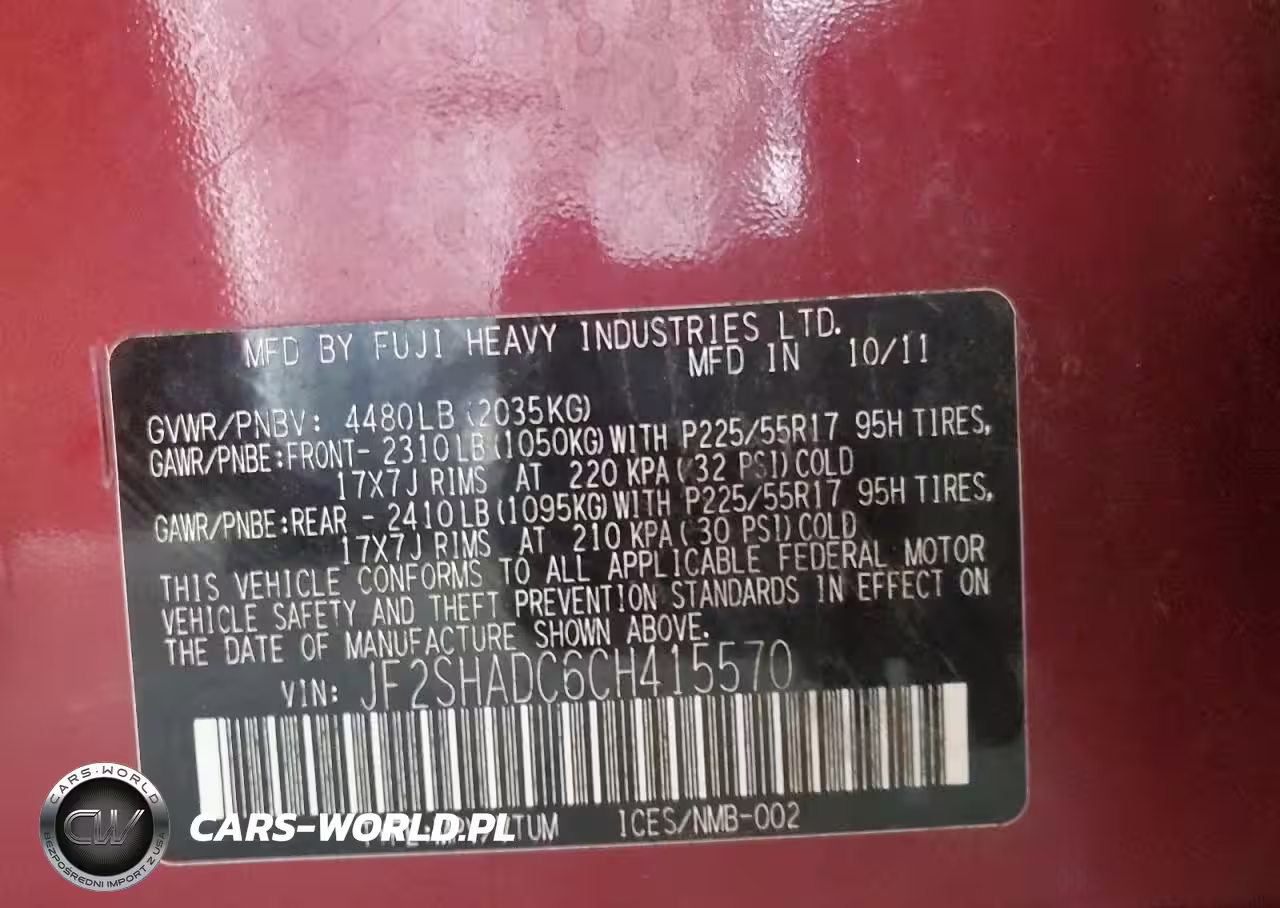 MFD BY FUJI HEAVY INDUSTRIES LTD.
MFD IN 10/11
GVWR/PNBV: 4480LB (2035KG)
GAWR/PNBE:FRONT- 2310LB(1050KG)WITH P225/55R17 95H TIRES,
17X7J RIMS AT 220 KPA(32 PSI)COLD
GAWR/PNBE:REAR - 2410LB(1095KG)WITH P225/55R17 95H TIRES,
17X7J RIMS AT 210 KPA(30 PSI)COLD
THIS VEHICLE CONFORMS TO ALL APPLICABLE FEDERAL MOTOR
VEHICLE SAFETY AND THEFT PREVENTION STANDARDS IN EFFECT ON
THE DATE OF MANUFACTURE SHOWN ABOVE.
VIN: JF2SHADC6CH415570
ICES/NMB-002
CARS-WORLD.PL
CARS-WORLD
CW
BEZPOŚREDNI IMPORT Z USA